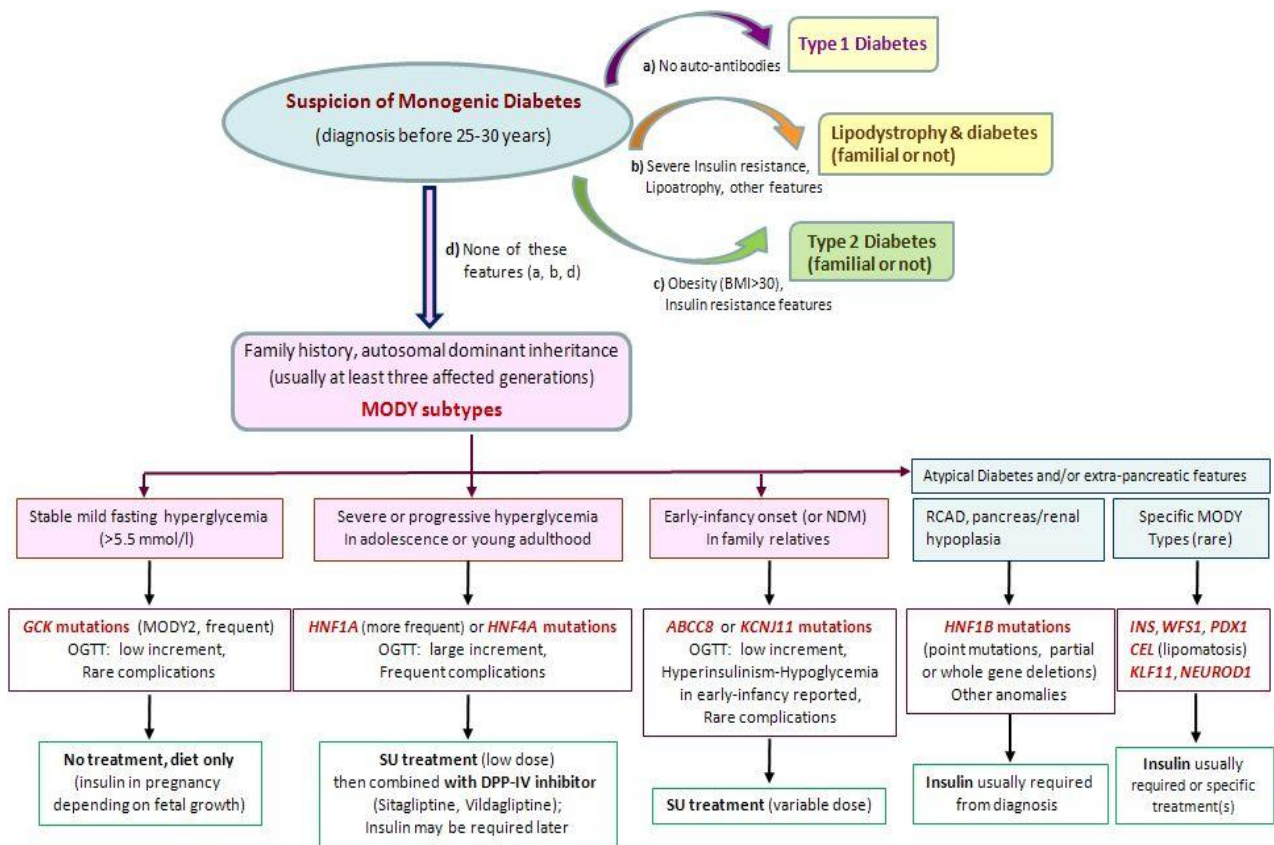 Type 1 Diabetes
a) No auto-antibodies
Suspicion of Monogenic Diabetes
(diagnosis before 25-30 years)
Lipodystrophy & diabetes
(familial or not)
b) Severe Insulin resistance,
Lipoatrophy, other features
Type 2 Diabetes
(familial or not)
c) Obesity (BMI>30),
Insulin resistance features
d) None of these
features (a, b, d)
Family history, autosomal dominant inheritance
(usually at least three affected generations)
MODY subtypes
Atypical Diabetes and/or extra-pancreatic features
Stable mild fasting hyperglycemia
(>5.5 mmol/l)
Severe or progressive hyperglycemia
In adolescence or young adulthood
Early-infancy onset (or NDM)
In family relatives
RCAD, pancreas/renal
hypoplasia
Specific MODY
Types (rare)
GCK mutations (MODY2, frequent)
OGTT: low increment,
Rare complications
HNF1A (more frequent) or HNF4A mutations
OGTT: large increment,
Frequent complications
ABCC8 or KCNJ11 mutations
OGTT: low increment,
Hyperinsulinism-Hypoglycemia
in early-infancy reported,
Rare complications
HNF1B mutations
(point mutations, partial
or whole gene deletions)
Other anomalies
INS, WFS1, PDX1
CEL (lipomatosis)
KLF11, NEUROD1
No treatment, diet only
(insulin in pregnancy
depending on fetal growth)
SU treatment (low dose)
then combined with DPP-IV inhibitor
(Sitagliptine, Vildagliptine);
Insulin may be required later
SU treatment (variable dose)
Insulin usually required
from diagnosis
Insulin usually
required or specific
treatment(s)